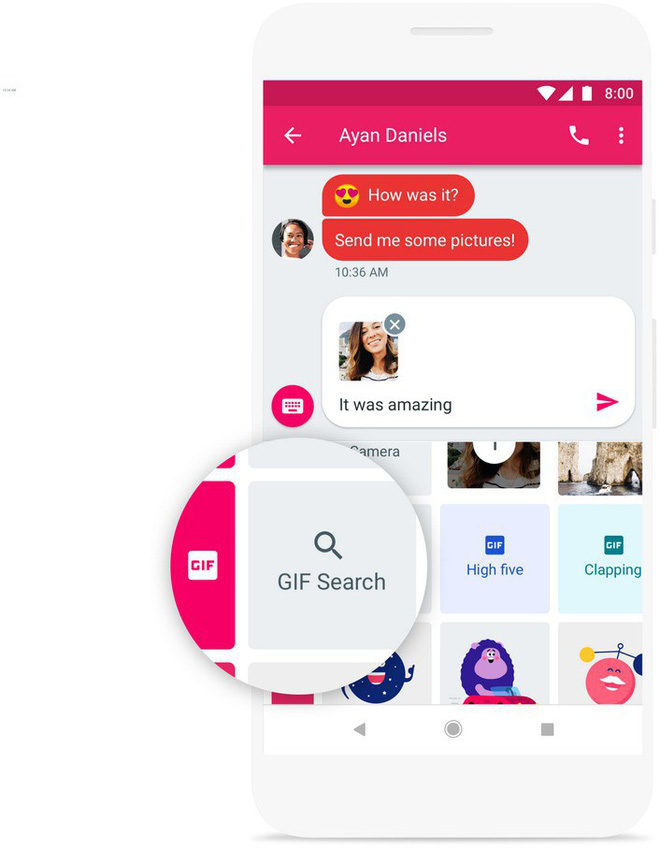 8:00
Ayan Daniels
How was it?
Send me some pictures!
10:36 AM
It was amazing
Camera
GIF
GIF Search
GIF
High five
GIF
Clapping